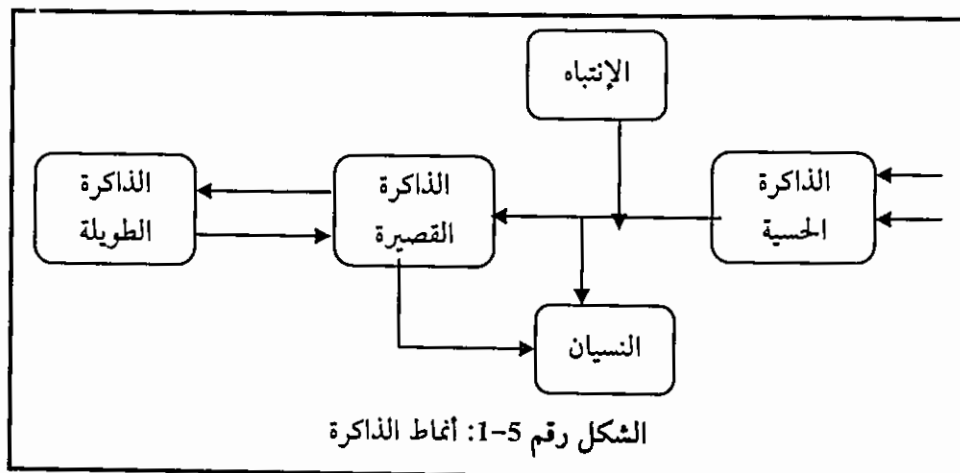 الإنتباه
الذاكرة
الحسية
الذاكرة
القصيرة
الذاكرة
الطويلة
النسيان
الشكل رقم 5-1: أنماط الذاكرة